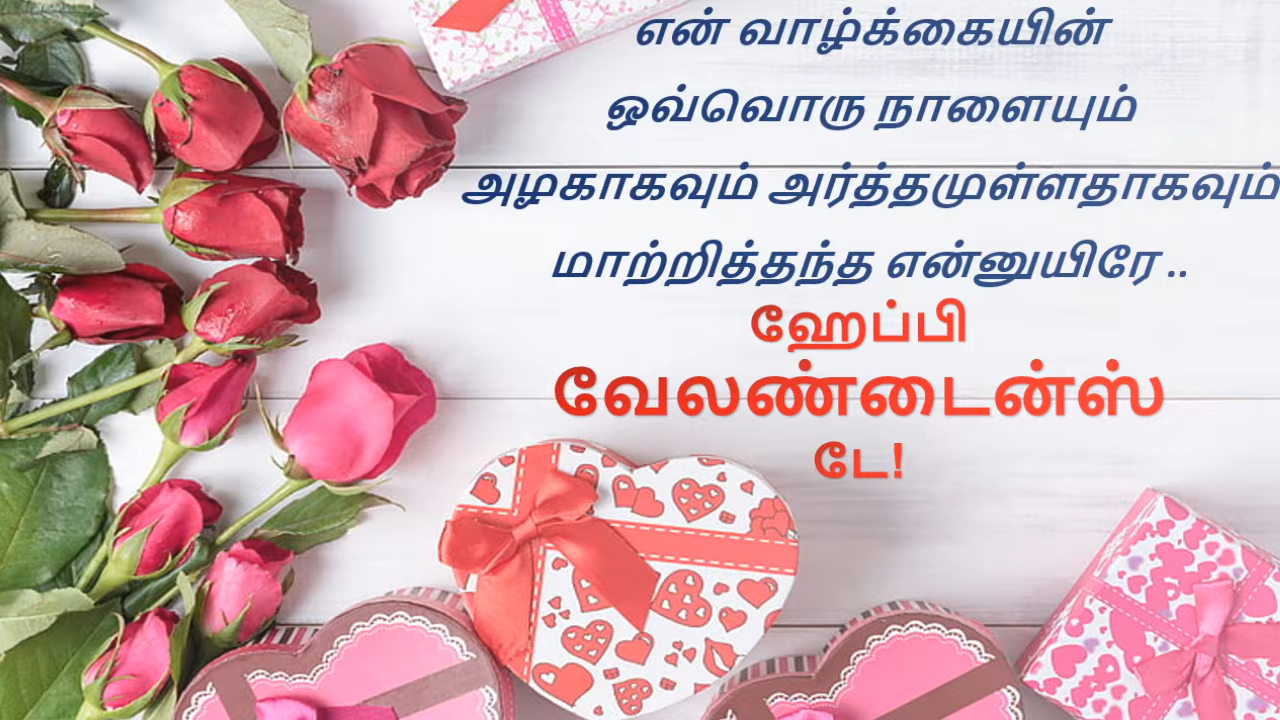 என் வாழ்க்கையின்
ஒவ்வொரு நாளையும்
அழகாகவும் அர்த்தமுள்ளதாகவும்
மாற்றித்தந்த என்னுயிரே ..
ஹேப்பி
வேலண்டைன்ஸ்
டே!